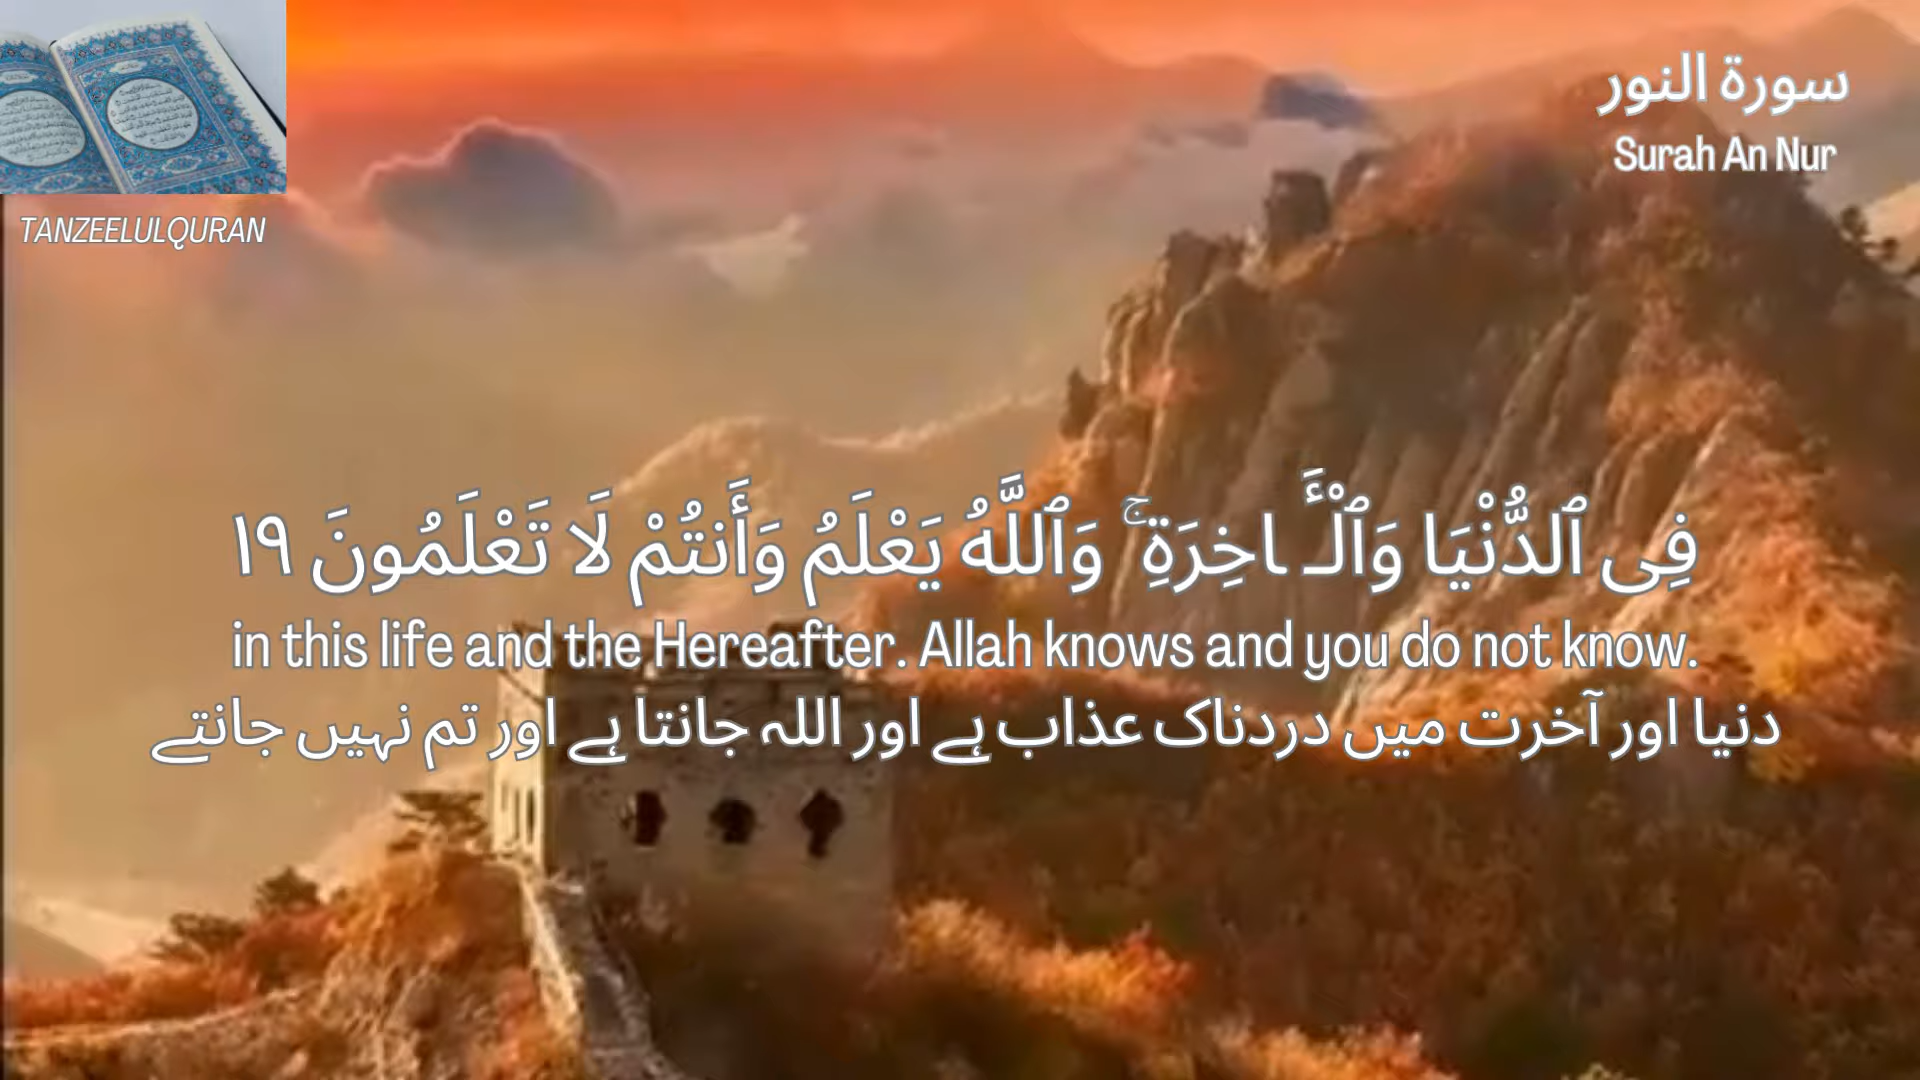 سورة النور
Surah An Nur
TANZEELULQURAN
فِى ٱلدُّنْيَا وَٱلْـَٔاخِرَةِ ۚ وَٱللَّهُ يَعْلَمُ وَأَنتُمْ لَا تَعْلَمُونَ ١٩
in this life and the Hereafter. Allah knows and you do not know.
دنیا اور آخرت میں دردناک عذاب ہے اور اللہ جانتا ہے اور تم نہیں جانتے